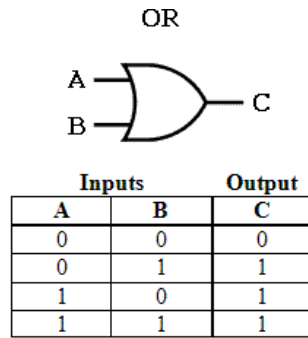 OR
A
C
B
Inputs Output
A B C
0 0 0
0 1 1
1 0 1
1 1 1